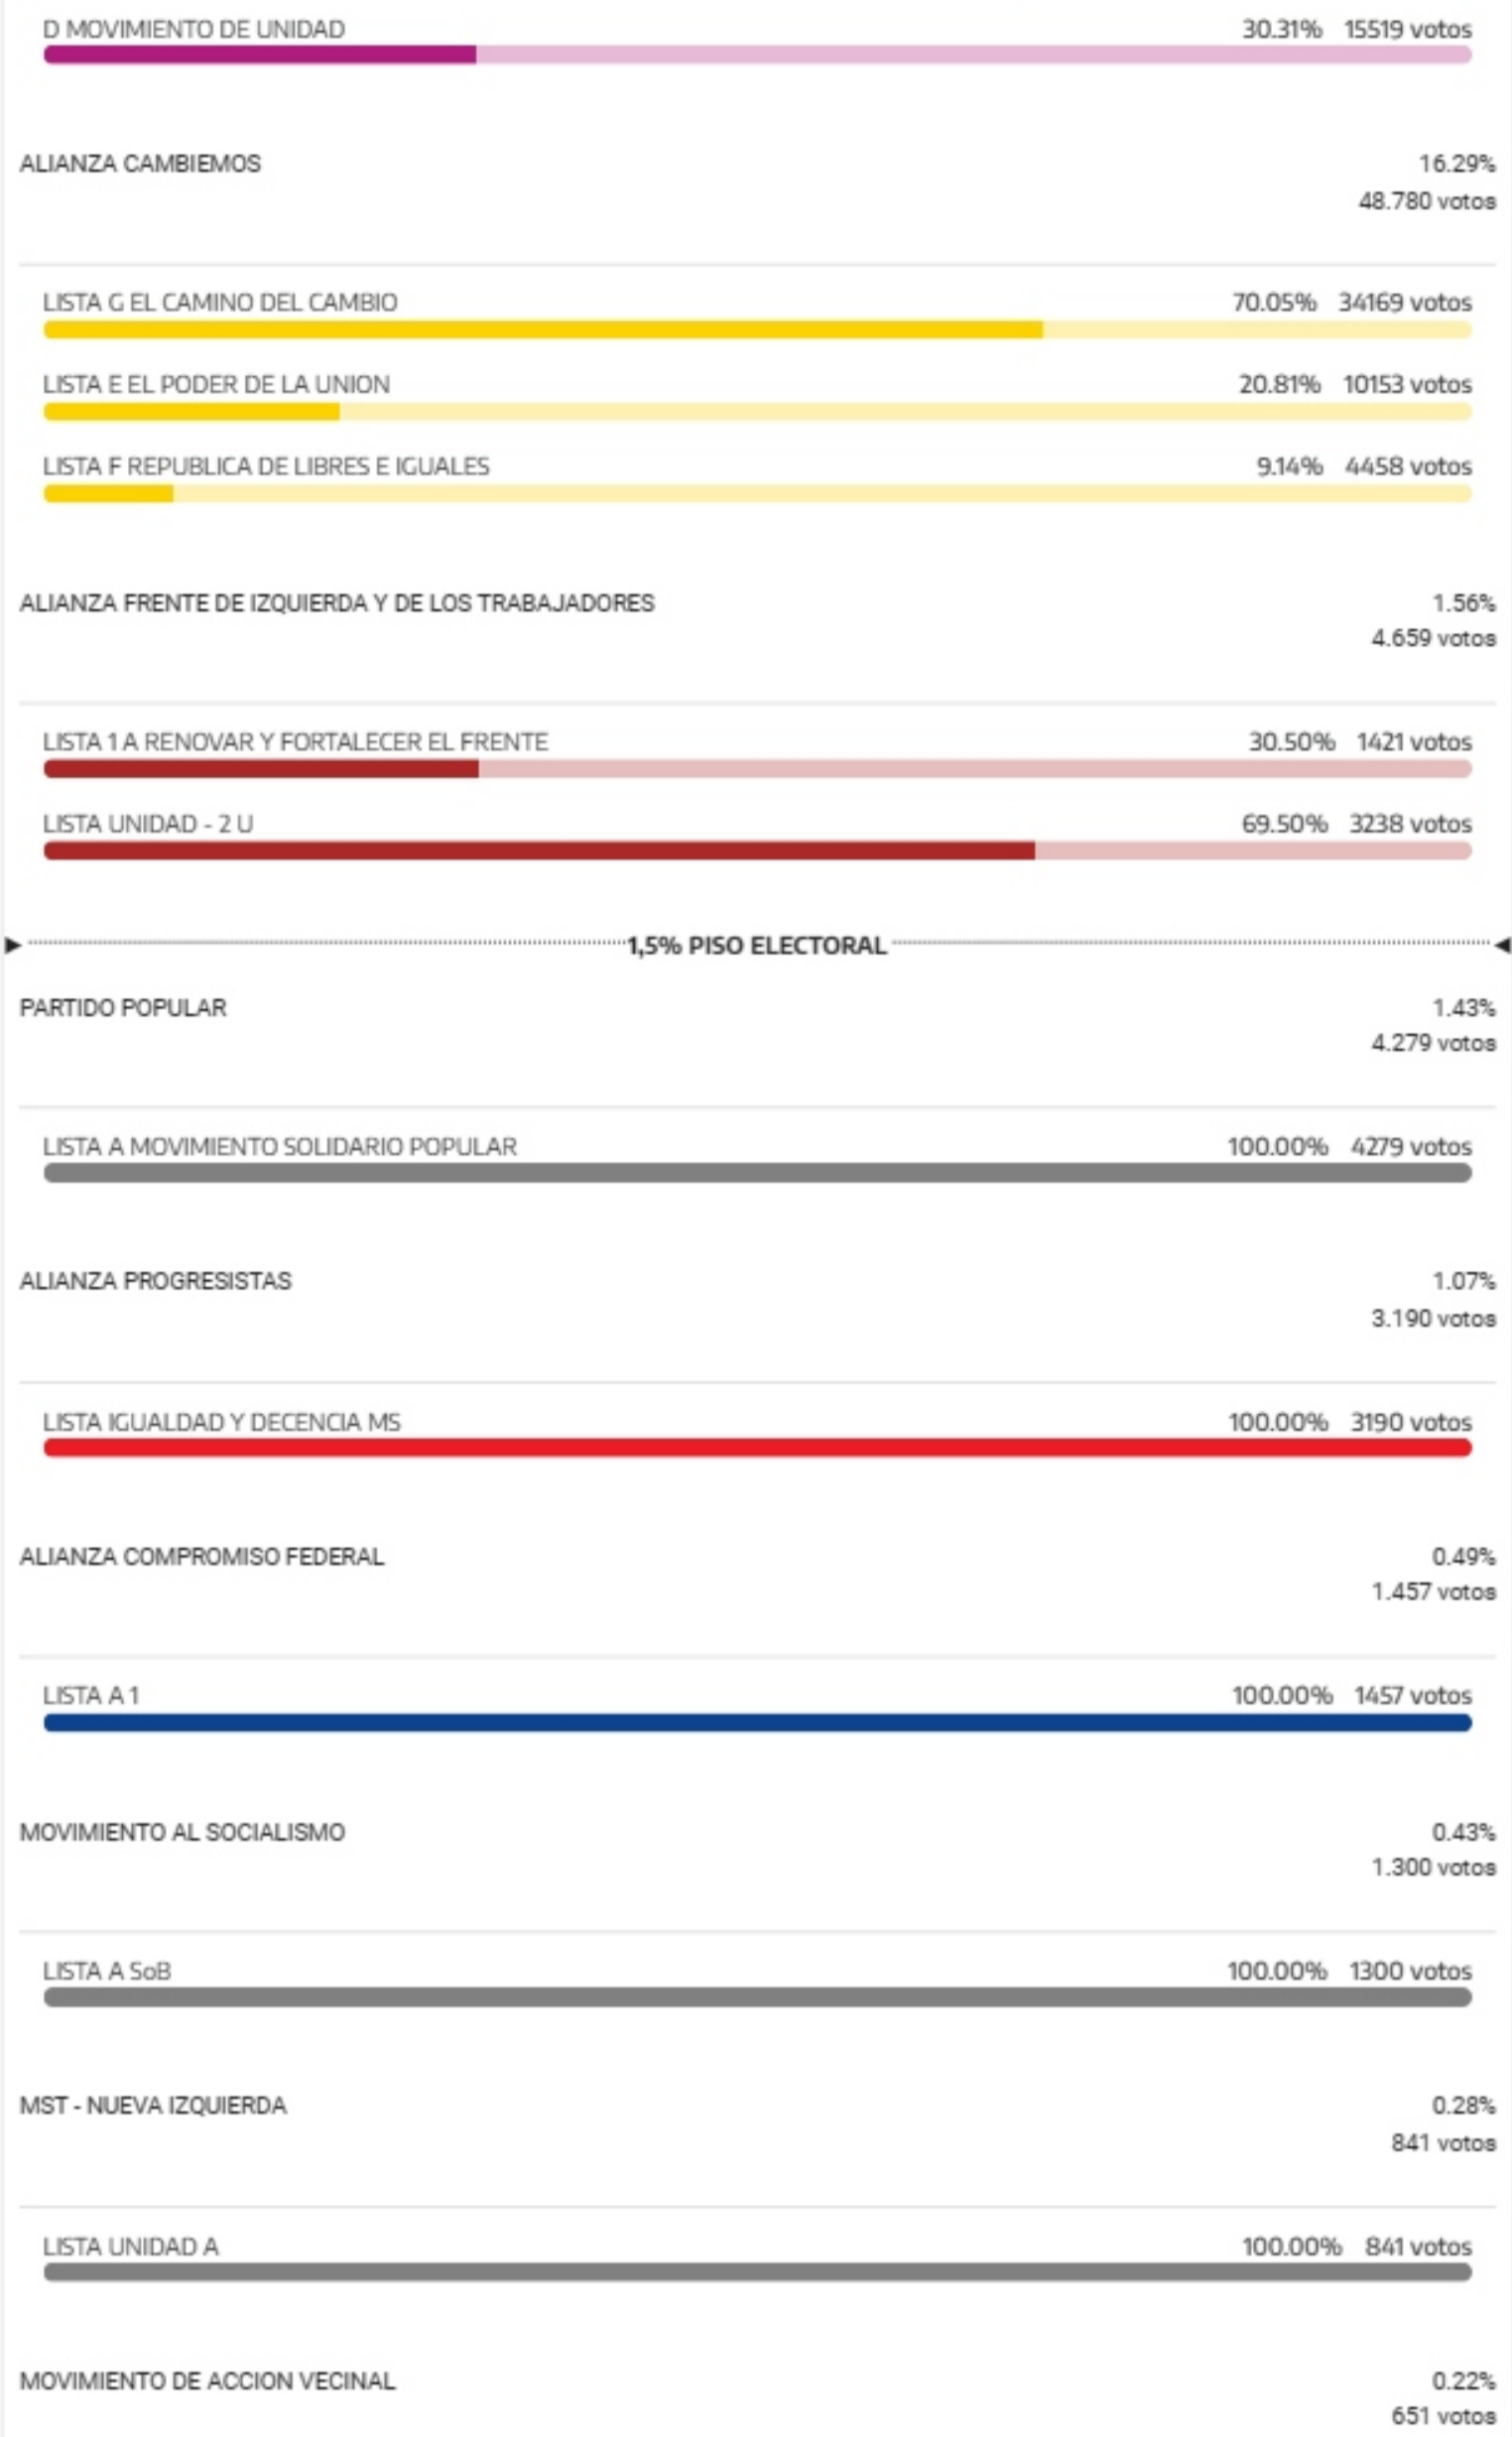 D MOVIMIENTO DE UNIDAD 30.31% 15519 votos
ALIANZA CAMBIEMOS 16.29%
48.780 votos
LISTA G EL CAMINO DEL CAMBIO 70.05% 34169 votos
LISTA E EL PODER DE LA UNION 20.81% 10153 votos
LISTA F REPUBLICA DE LIBRES E IGUALES 9.14% 4458 votos
ALIANZA FRENTE DE IZQUIERDA Y DE LOS TRABAJADORES 1.56%
4.659 votos
LISTA 1 A RENOVAR Y FORTALECER EL FRENTE 30.50% 1421 votos
LISTA UNIDAD - 2 U 69.50% 3238 votos
1,5% PISO ELECTORAL
PARTIDO POPULAR 1.43%
4.279 votos
LISTA A MOVIMIENTO SOLIDARIO POPULAR 100.00% 4279 votos
ALIANZA PROGRESISTAS 1.07%
3.190 votos
LISTA IGUALDAD Y DECENCIA MS 100.00% 3190 votos
ALIANZA COMPROMISO FEDERAL 0.49%
1.457 votos
LISTA A 1 100.00% 1457 votos
MOVIMIENTO AL SOCIALISMO 0.43%
1.300 votos
LISTA A SoB 100.00% 1300 votos
MST - NUEVA IZQUIERDA 0.28%
841 votos
LISTA UNIDAD A 100.00% 841 votos
MOVIMIENTO DE ACCION VECINAL 0.22%
651 votos